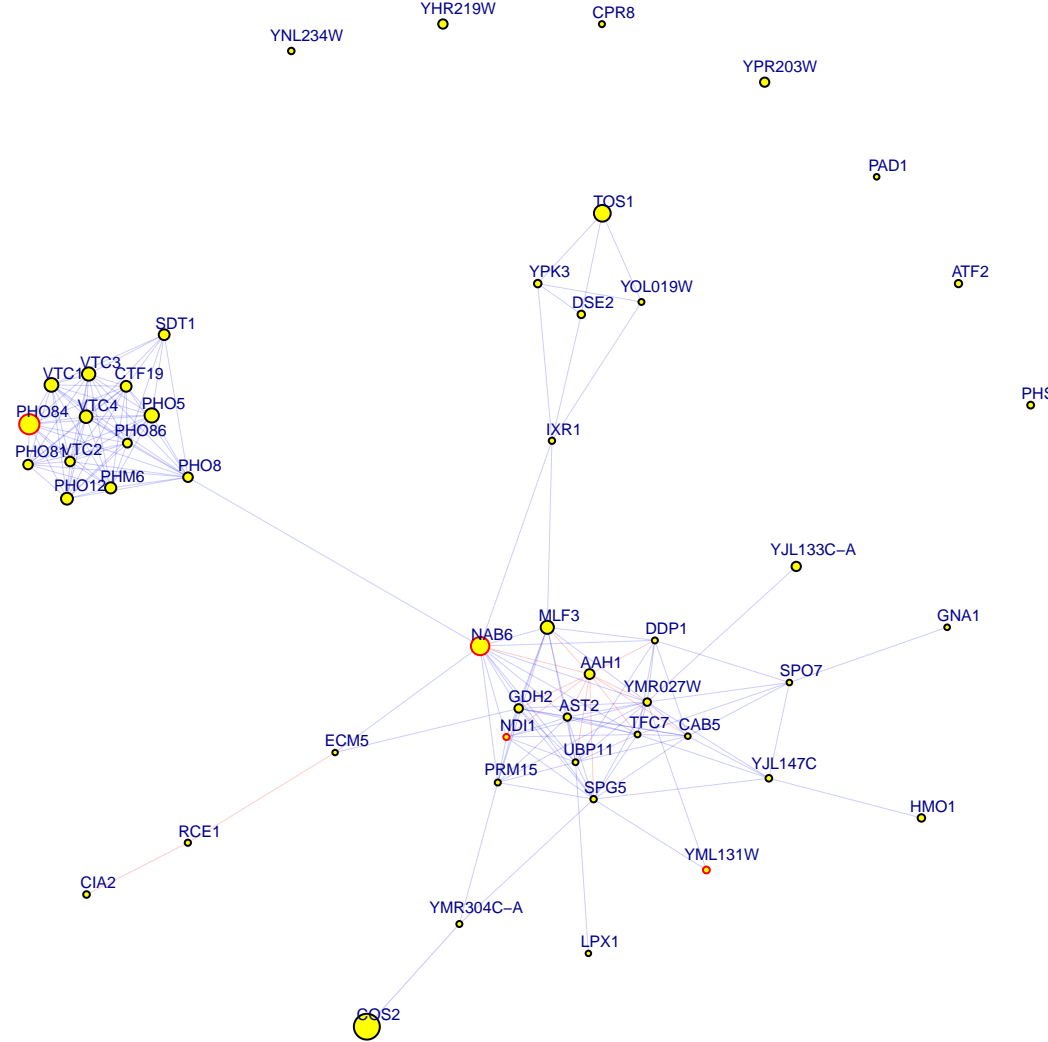 YHR219W
CPR8
YNL234W
YPR203W
PAD1
TOS1
ATF2
YPK3
YOL019W
DSE2
SDT1
VTC3
VTC1
CTF19
PHS
PHO84
VTC4
PHO5
PHO86
IXR1
PHO81
VTC2
PHO8
PHM6
PHO12
YJL133C−A
GNA1
MLF3
DDP1
NAB6
AAH1
SPO7
YMR027W
GDH2
AST2
NDI1
TFC7
CAB5
ECM5
UBP11
YJL147C
PRM15
SPG5
HMO1
RCE1
YML131W
CIA2
YMR304C−A
LPX1
COS2